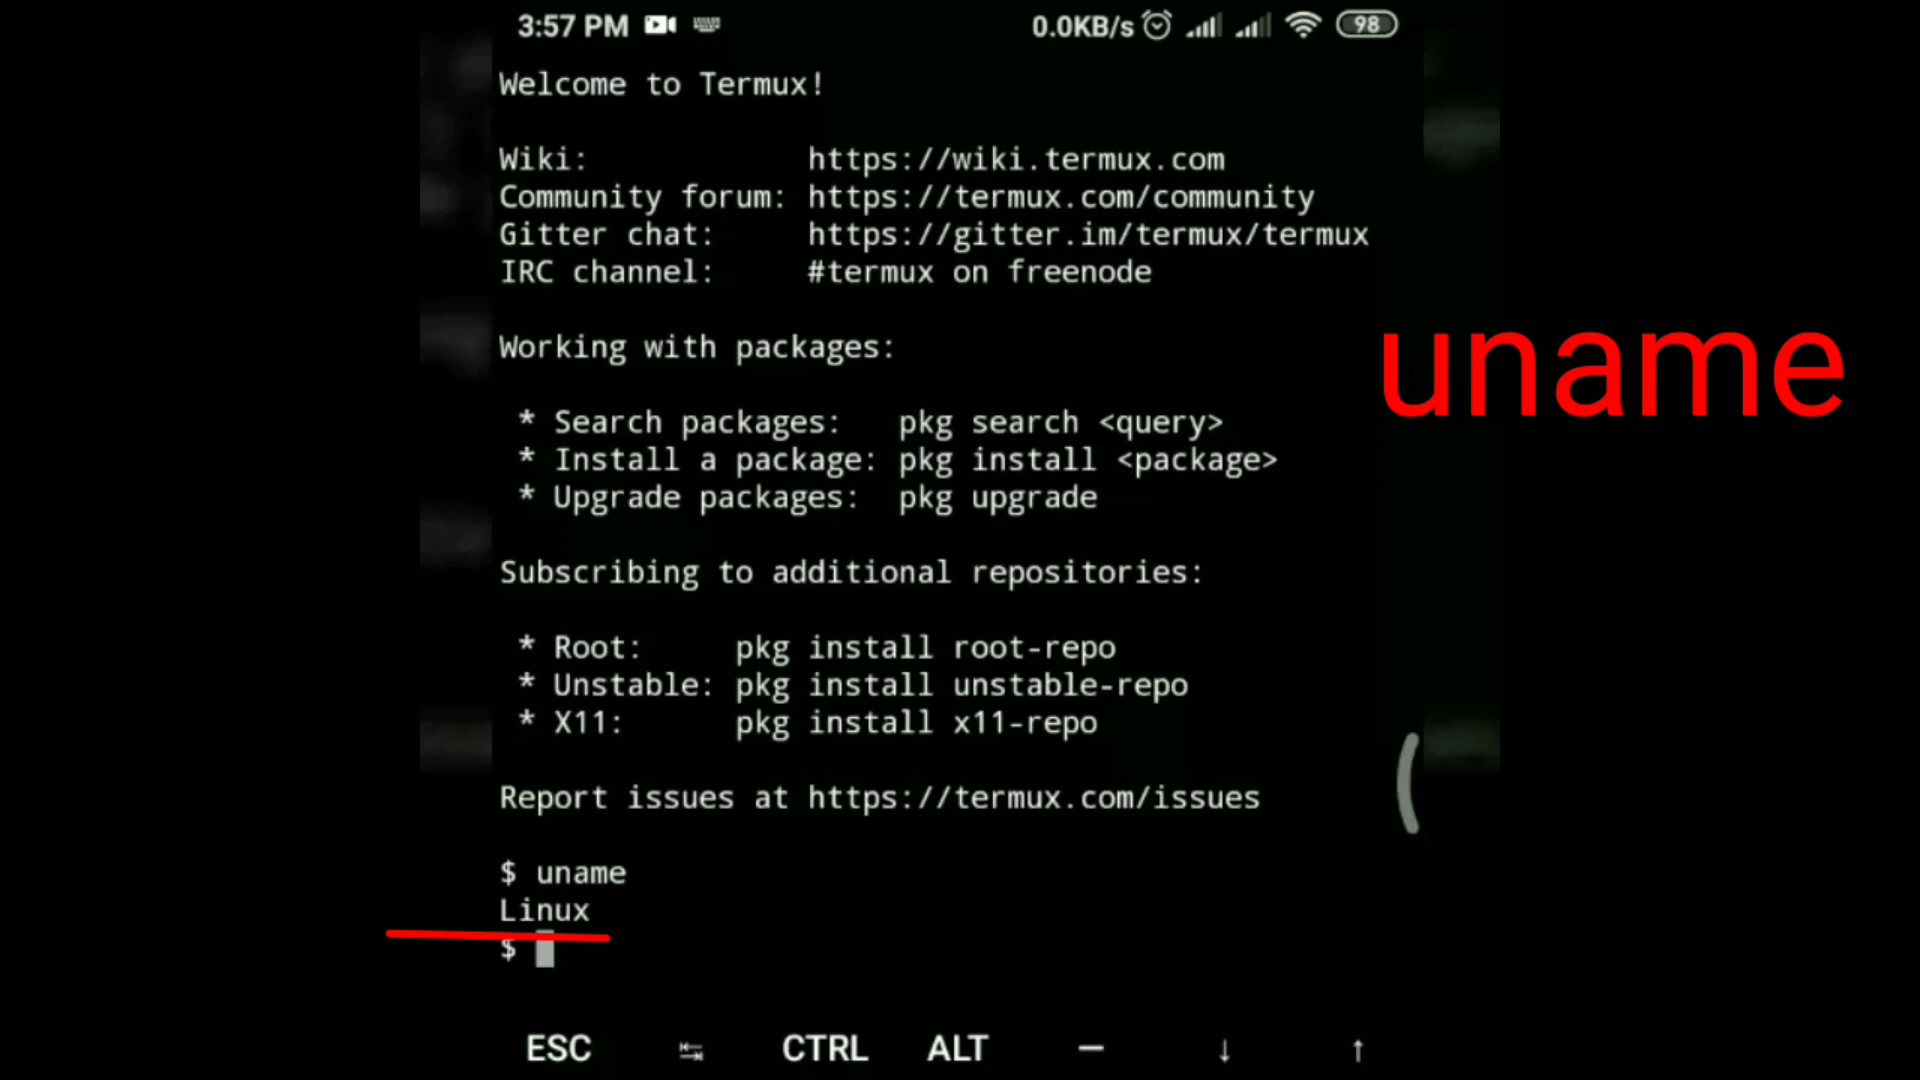 3:57 PM 0.0KB/s 98
Welcome to Termux!
Wiki: https://wiki.termux.com
Community forum: https://termux.com/community
Gitter chat: https://gitter.im/termux/termux
IRC channel: #termux on freenode
uname
Working with packages:
* Search packages: pkg search <query>
* Install a package: pkg install <package>
* Upgrade packages: pkg upgrade
Subscribing to additional repositories:
* Root: pkg install root-repo
* Unstable: pkg install unstable-repo
* X11: pkg install x11-repo
Report issues at https://termux.com/issues
$ uname
Linux
$
ESC ⇆ CTRL ALT — ↓ ↑